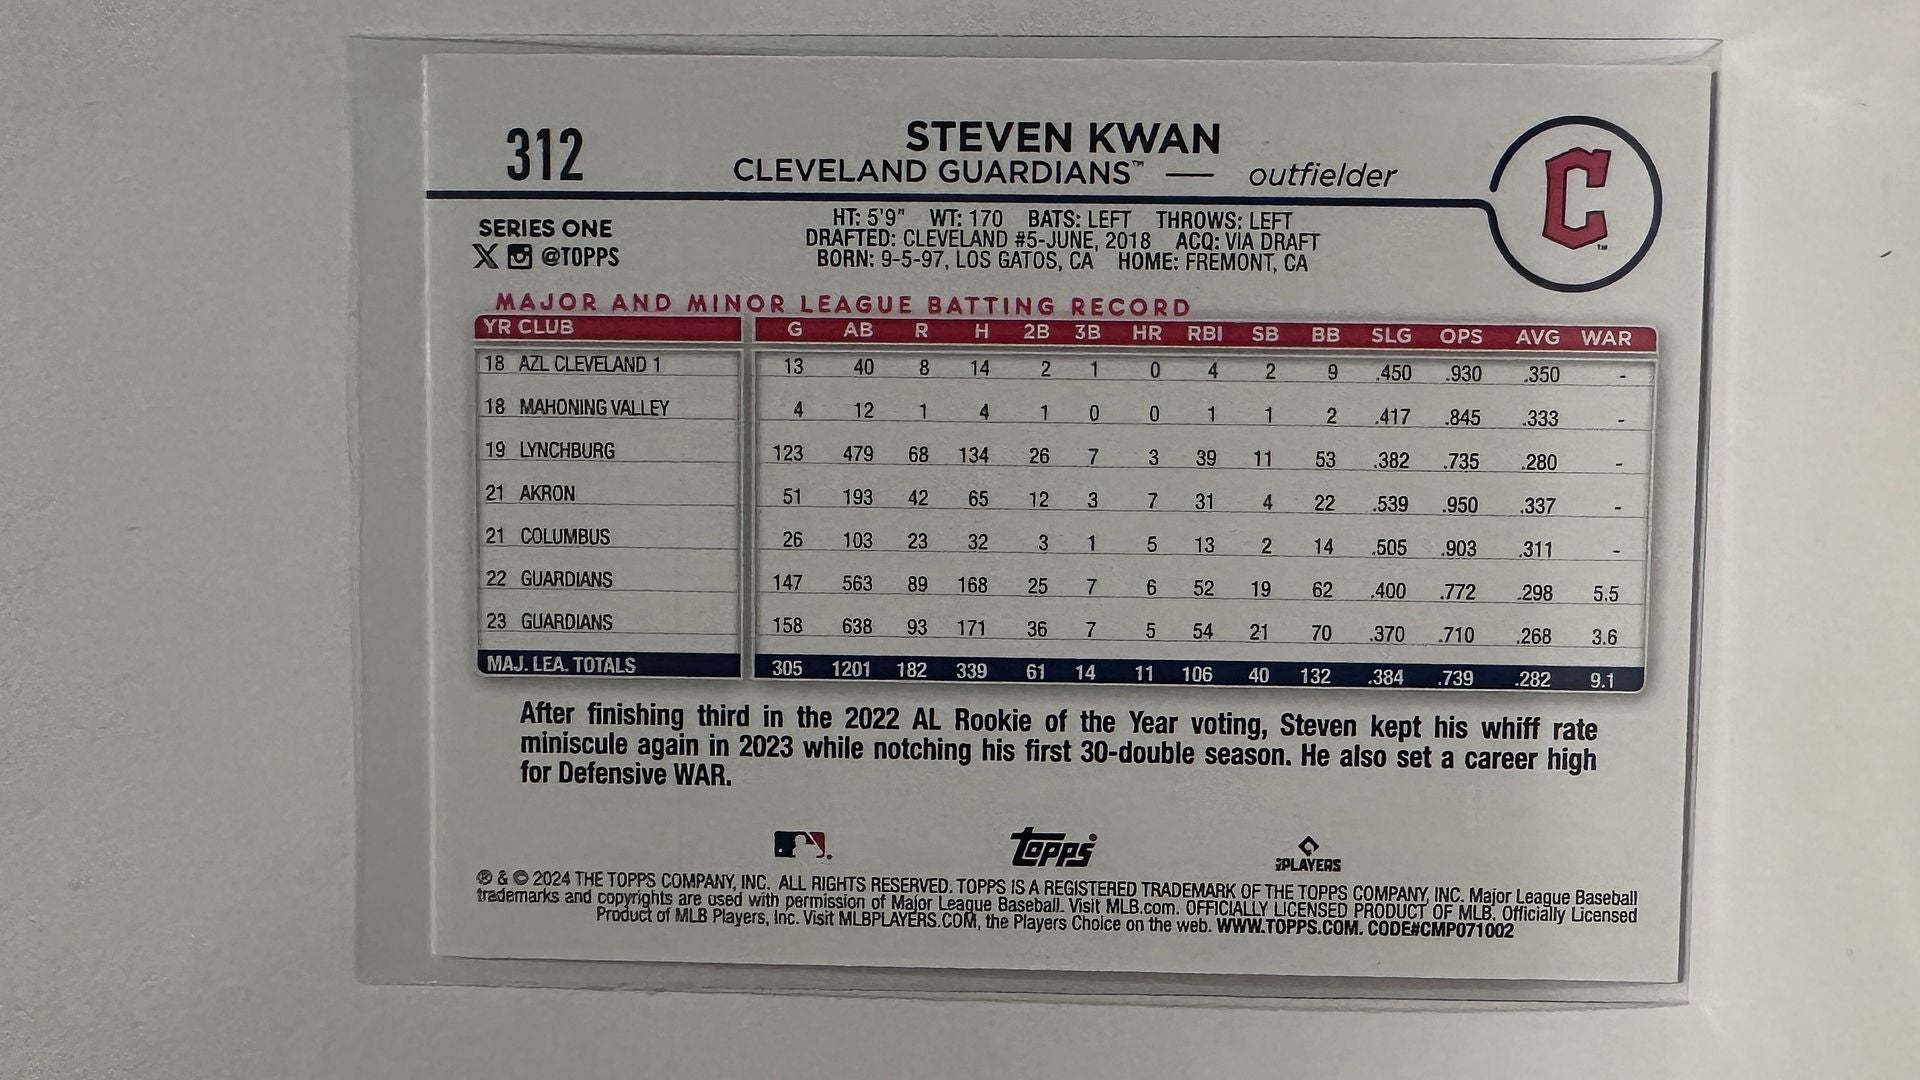 312
STEVEN KWAN
CLEVELAND GUARDIANS™ — outfielder
C™
SERIES ONE
X @TOPPS
HT: 5'9" WT: 170 BATS: LEFT THROWS: LEFT
DRAFTED: CLEVELAND #5-JUNE, 2018 ACQ: VIA DRAFT
BORN: 9-5-97, LOS GATOS, CA HOME: FREMONT, CA
MAJOR AND MINOR LEAGUE BATTING RECORD
YR CLUB G AB R H 2B 3B HR RBI SB BB SLG OPS AVG WAR
18 AZL CLEVELAND 1 13 40 8 14 2 1 0 4 2 9 .450 .930 .350 -
18 MAHONING VALLEY 4 12 1 4 1 0 0 1 1 2 .417 .845 .333 -
19 LYNCHBURG 123 479 68 134 26 7 3 39 11 53 .382 .735 .280 -
21 AKRON 51 193 42 65 12 3 7 31 4 22 .539 .950 .337 -
21 COLUMBUS 26 103 23 32 3 1 5 13 2 14 .505 .903 .311 -
22 GUARDIANS 147 563 89 168 25 7 6 52 19 62 .400 .772 .298 5.5
23 GUARDIANS 158 638 93 171 36 7 5 54 21 70 .370 .710 .268 3.6
MAJ. LEA. TOTALS 305 1201 182 339 61 14 11 106 40 132 .384 .739 .282 9.1
After finishing third in the 2022 AL Rookie of the Year voting, Steven kept his whiff rate
miniscule again in 2023 while notching his first 30-double season. He also set a career high
for Defensive WAR.
Topps
PLAYERS
® & © 2024 THE TOPPS COMPANY, INC. ALL RIGHTS RESERVED. TOPPS IS A REGISTERED TRADEMARK OF THE TOPPS COMPANY, INC. Major League Baseball
trademarks and copyrights are used with permission of Major League Baseball. Visit MLB.com. OFFICIALLY LICENSED PRODUCT OF MLB. Officially Licensed
Product of MLB Players, Inc. Visit MLBPLAYERS.COM, the Players Choice on the web. WWW.TOPPS.COM. CODE#CMP071002